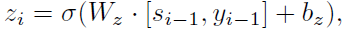 z_i = σ(W_z · [s_{i−1}, y_{i−1}] + b_z),